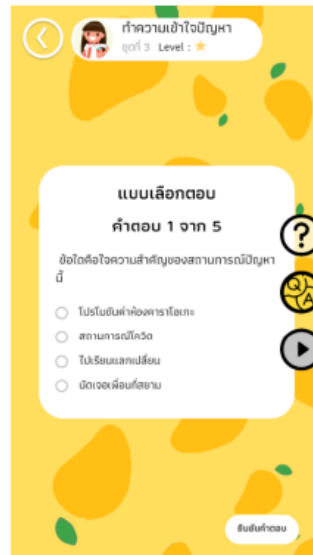 ทำความเข้าใจปัญหา
ชุดที่ 3 Level :
แบบเลือกตอบ
คำตอบ 1 จาก 5
ข้อใดคือใจความสำคัญของสถานการณ์ปัญหา
นี้
โปรโมชันค่าห้องคาราโอเกะ
สถานการณ์โควิด
ไปเรียนแลกเปลี่ยน
นัดเจอเพื่อนที่สยาม
?
Q
A
ยืนยันคำตอบ